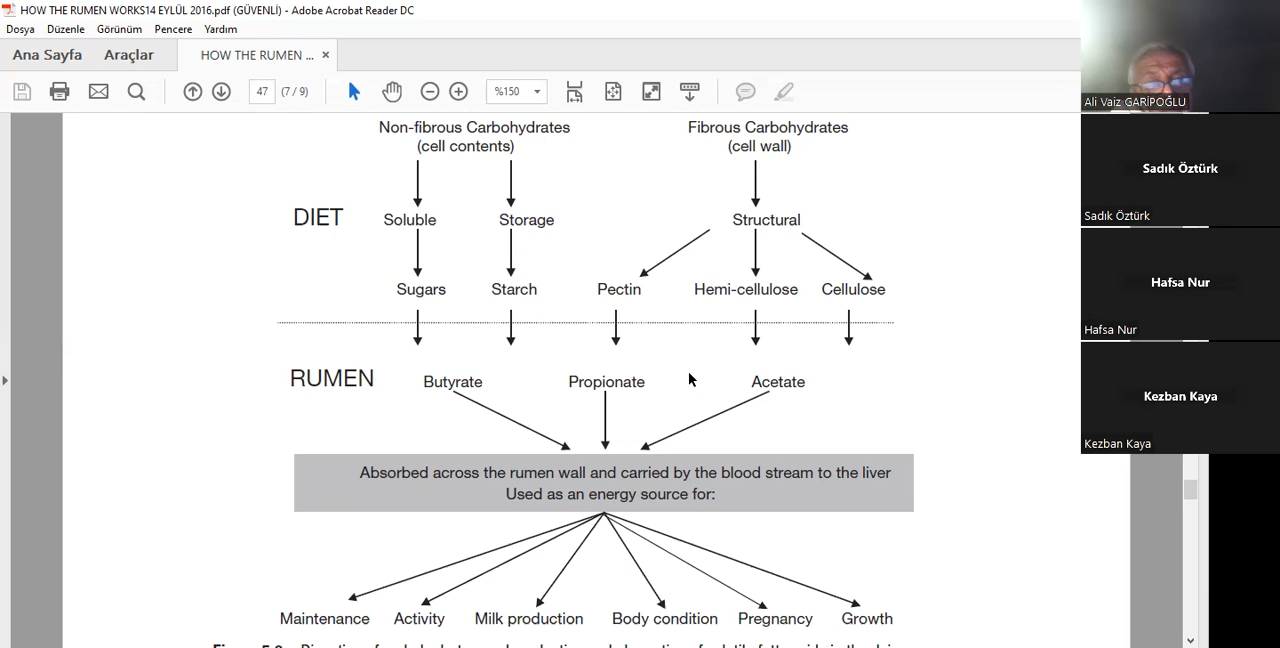 HOW THE RUMEN WORKS14 EYLÜL 2016.pdf (GÜVENLİ) - Adobe Acrobat Reader DC
Dosya Düzenle Görünüm Pencere Yardım
Ana Sayfa Araçlar HOW THE RUMEN ... ×
47 (7 / 9) %150
Non-fibrous Carbohydrates Fibrous Carbohydrates
(cell contents) (cell wall)
DIET Soluble Storage Structural
Sugars Starch Pectin Hemi-cellulose Cellulose
RUMEN Butyrate Propionate Acetate
Absorbed across the rumen wall and carried by the blood stream to the liver
Used as an energy source for:
Maintenance Activity Milk production Body condition Pregnancy Growth
Ali Vaiz GARİPOĞLU
Sadık Öztürk
Sadık Öztürk
Hafsa Nur
Hafsa Nur
Kezban Kaya
Kezban Kaya